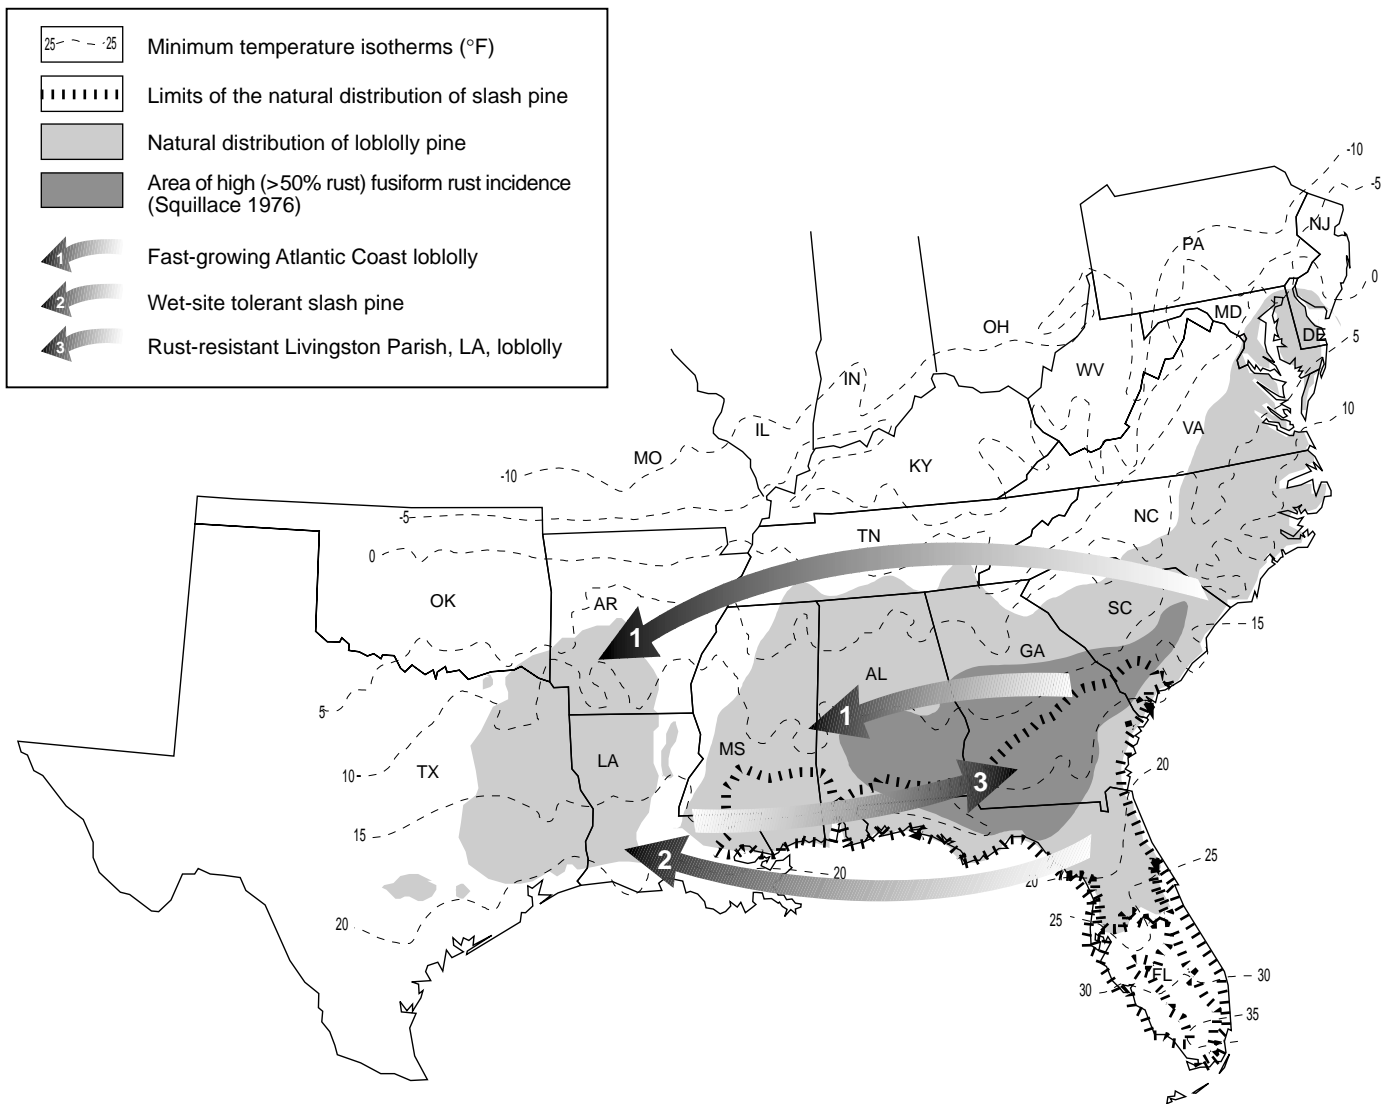 25 25 Minimum temperature isotherms (°F)
Limits of the natural distribution of slash pine
Natural distribution of loblolly pine
Area of high (>50% rust) fusiform rust incidence
(Squillace 1976)
1 Fast-growing Atlantic Coast loblolly
2 Wet-site tolerant slash pine
3 Rust-resistant Livingston Parish, LA, loblolly
-10
-5
NJ
PA
0
MD
OH
DE
5
WV
IN
10
VA
IL
MO
KY
-10
-5
NC
TN
0
OK
AR
SC
15
1
GA
AL
5
1
MS
LA
TX
10
20
3
15
2
25
20
20
25
20
FL
30
30
35